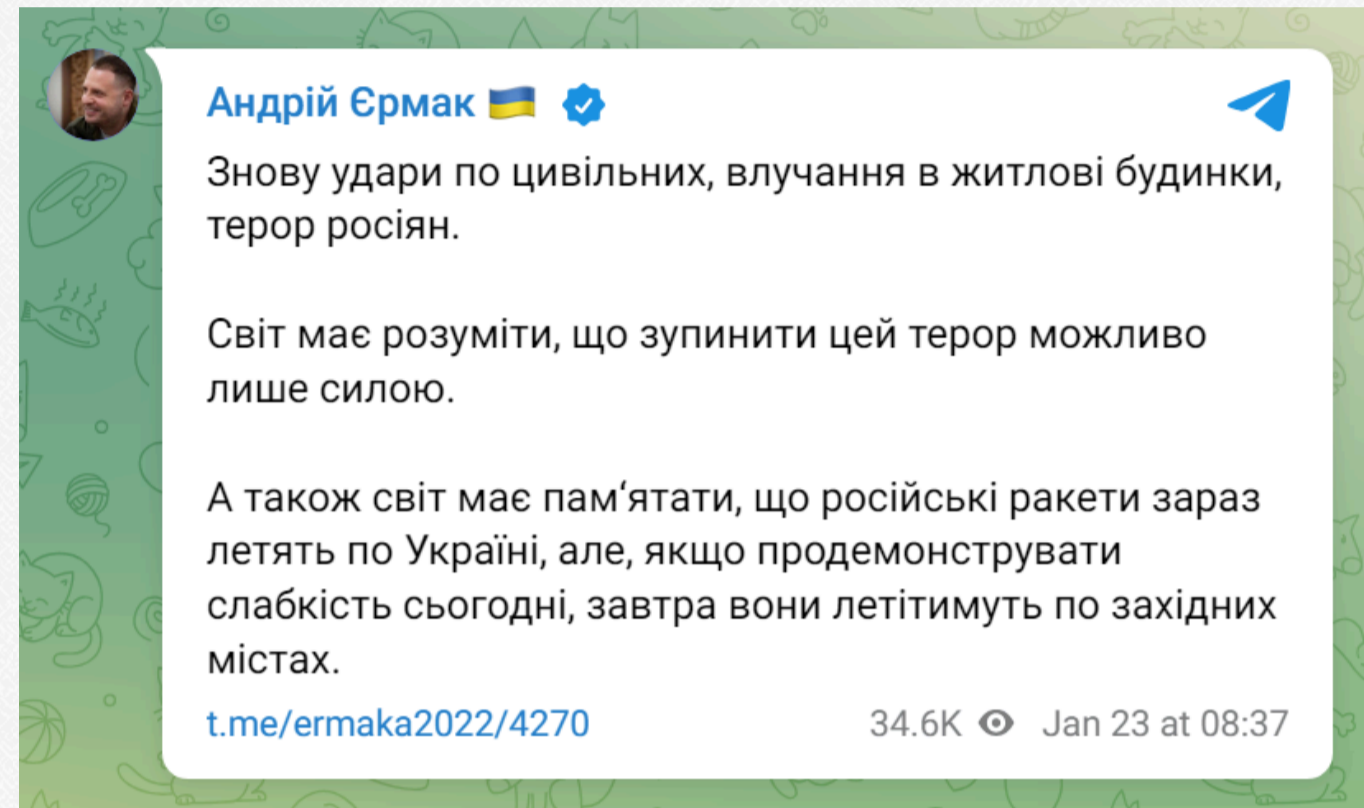 Андрій Єрмак 🇺🇦
Знову удари по цивільних, влучання в житлові будинки,
терор росіян.
Світ має розуміти, що зупинити цей терор можливо
лише силою.
А також світ має пам‘ятати, що російські ракети зараз
летять по Україні, але, якщо продемонструвати
слабкість сьогодні, завтра вони летітимуть по західних
містах.
t.me/ermaka2022/4270 34.6K Jan 23 at 08:37